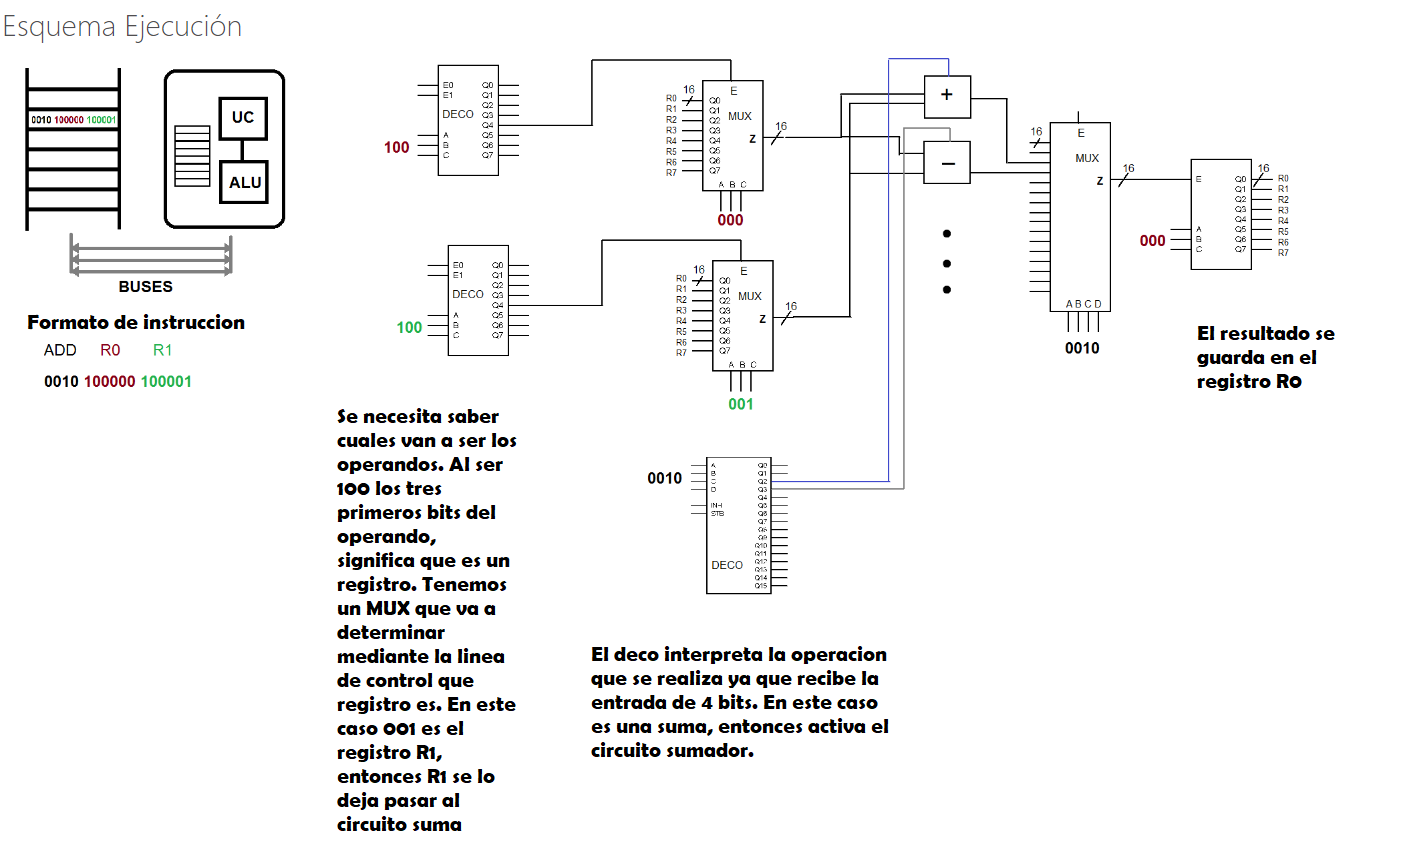 Esquema Ejecución
0010 100000 100001
UC
ALU
BUSES
Formato de instruccion
ADD R0 R1
0010 100000 100001
E0 Q0
E1 Q1
Q2
DECO Q3
Q4
A Q5
B Q6
C Q7
100
16
E
R0 Q0
R1 Q1
R2 Q2
R3 Q3
R4 Q4
R5 Q5
R6 Q6
R7 Q7
MUX
Z
16
A B C
000
E0 Q0
E1 Q1
Q2
DECO Q3
Q4
A Q5
B Q6
C Q7
100
16
E
R0 Q0
R1 Q1
R2 Q2
R3 Q3
R4 Q4
R5 Q5
R6 Q6
R7 Q7
MUX
Z
16
A B C
001
+
−
16
E
MUX
Z
16
A B C D
0010
E Q0 R0
Q1 R1
Q2 R2
Q3 R3
Q4 R4
A Q5 R5
B Q6 R6
C Q7 R7
16
000
El resultado se
guarda en el
registro R0
Se necesita saber
cuales van a ser los
operandos. Al ser
100 los tres
primeros bits del
operando,
significa que es un
registro. Tenemos
un MUX que va a
determinar
mediante la linea
de control que
registro es. En este
caso 001 es el
registro R1,
entonces R1 se lo
deja pasar al
circuito suma
0010
A Q0
B Q1
C Q2
D Q3
Q4
INH Q5
STB Q6
Q7
Q8
Q9
Q10
Q11
Q12
DECO Q13
Q14
Q15
El deco interpreta la operacion
que se realiza ya que recibe la
entrada de 4 bits. En este caso
es una suma, entonces activa el
circuito sumador.